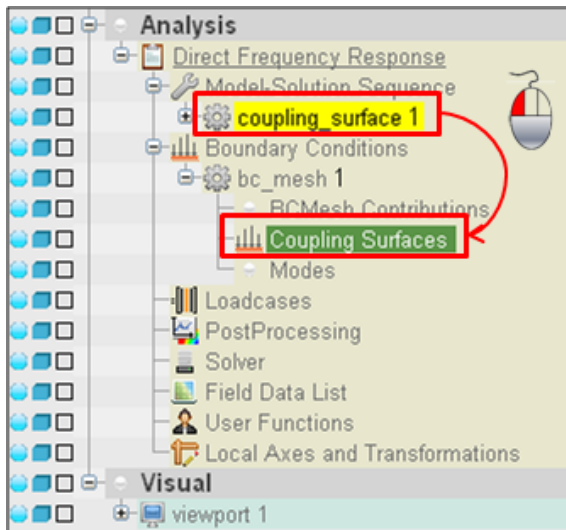 Analysis
Direct Frequency Response
Model-Solution Sequence
coupling_surface 1
Boundary Conditions
bc_mesh 1
BCMesh Contributions
Coupling Surfaces
Modes
Loadcases
PostProcessing
Solver
Field Data List
User Functions
Local Axes and Transformations
Visual
viewport 1